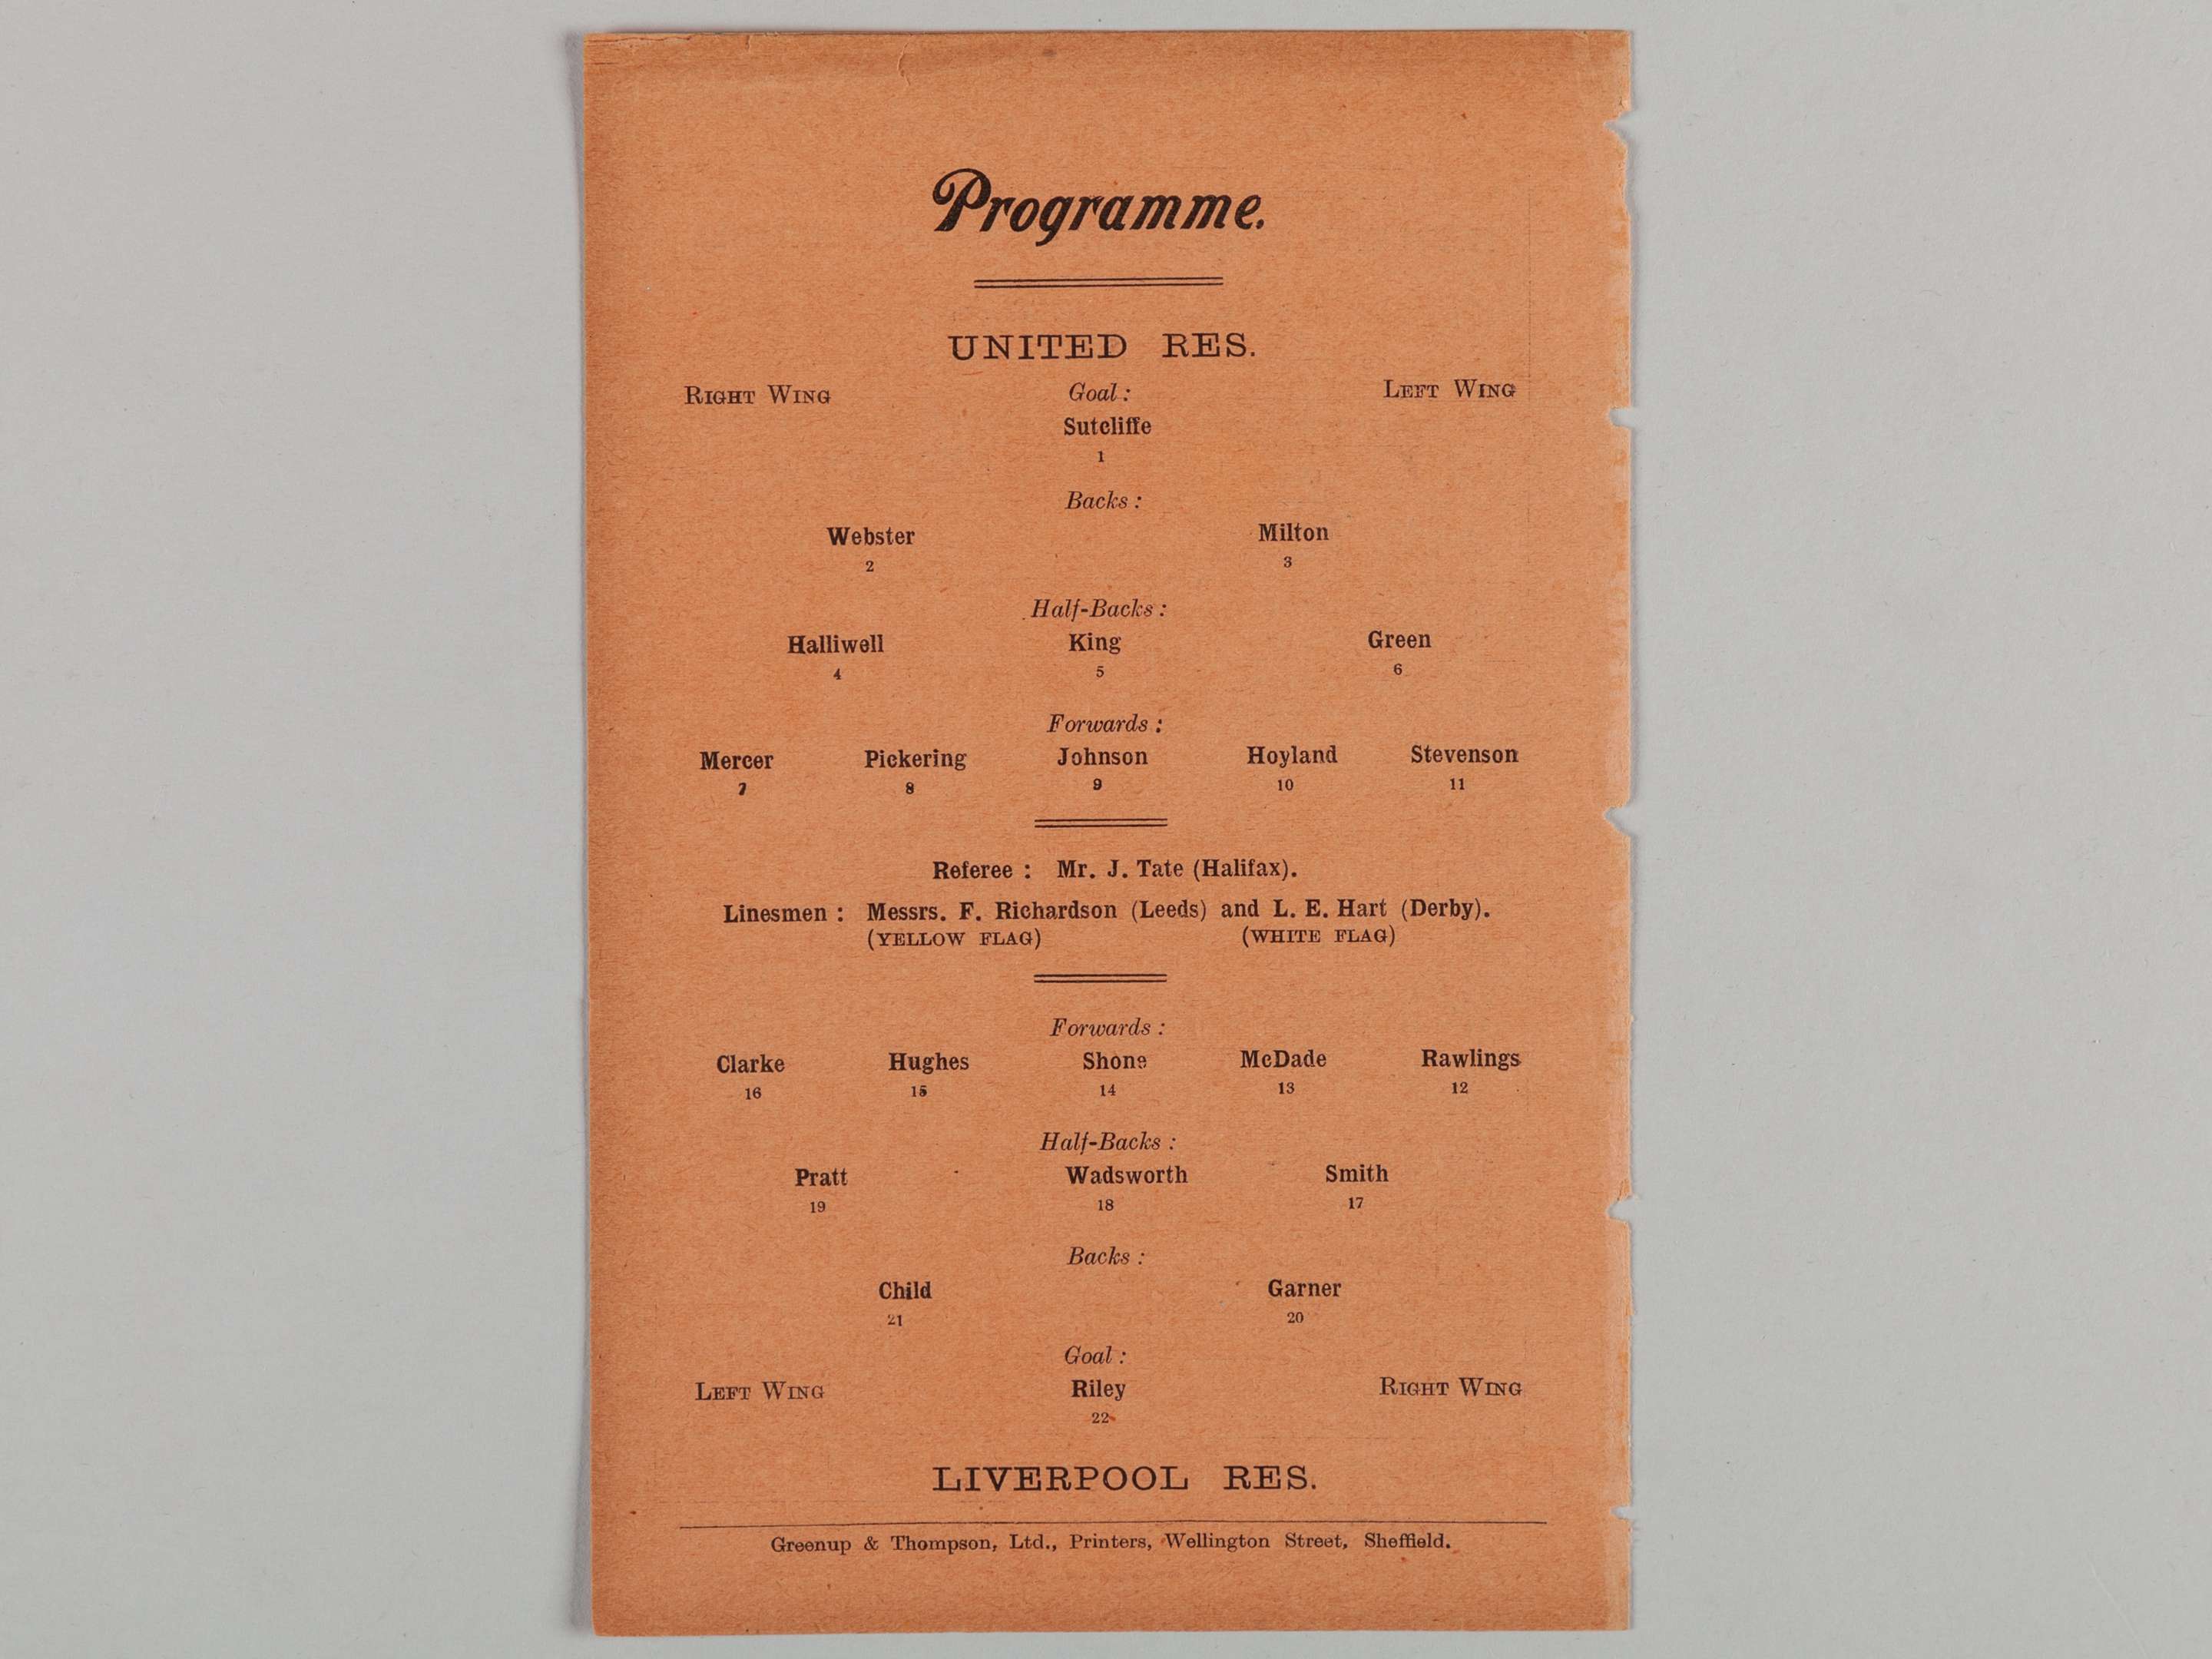 Programme.
UNITED RES.
RIGHT WING Goal: LEFT WING
Sutcliffe
1
Backs:
Webster Milton
2 3
Half-Backs:
Halliwell King Green
4 5 6
Forwards:
Mercer Pickering Johnson Hoyland Stevenson
7 8 9 10 11
Referee: Mr. J. Tate (Halifax).
Linesmen: Messrs. F. Richardson (Leeds) and L. E. Hart (Derby).
(YELLOW FLAG) (WHITE FLAG)
Forwards:
Clarke Hughes Shone McDade Rawlings
16 15 14 13 12
Half-Backs:
Pratt Wadsworth Smith
19 18 17
Backs:
Child Garner
21 20
Goal:
LEFT WING Riley RIGHT WING
22
LIVERPOOL RES.
Greenup & Thompson, Ltd., Printers, Wellington Street, Sheffield.